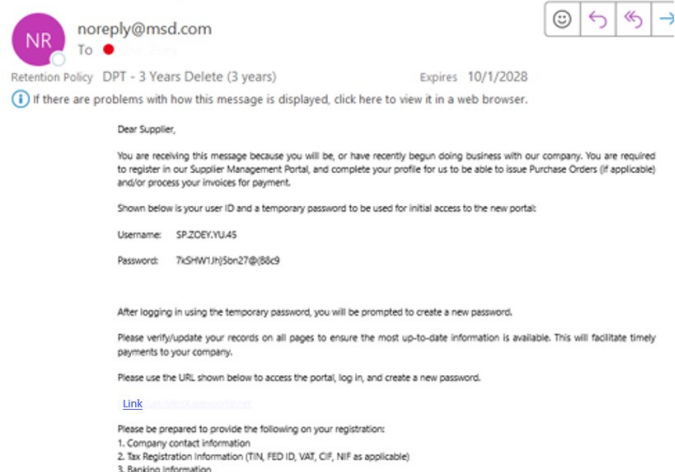 NR
noreply@msd.com
To
Retention Policy DPT - 3 Years Delete (3 years) Expires 10/1/2028
If there are problems with how this message is displayed, click here to view it in a web browser.
Dear Supplier,
You are receiving this message because you will be, or have recently begun doing business with our company. You are required
to register in our Supplier Management Portal, and complete your profile for us to be able to issue Purchase Orders (if applicable)
and/or process your invoices for payment.
Shown below is your user ID and a temporary password to be used for initial access to the new portal:
Username: SP.ZOEY.YU.45
Password: 7kSHW1Jh)5bn27@(88c9
After logging in using the temporary password, you will be prompted to create a new password.
Please verify/update your records on all pages to ensure the most up-to-date information is available. This will facilitate timely
payments to your company.
Please use the URL shown below to access the portal, log in, and create a new password.
Link
Please be prepared to provide the following on your registration:
1. Company contact information
2. Tax Registration Information (TIN, FED ID, VAT, CIF, NIF as applicable)
3. Banking Information